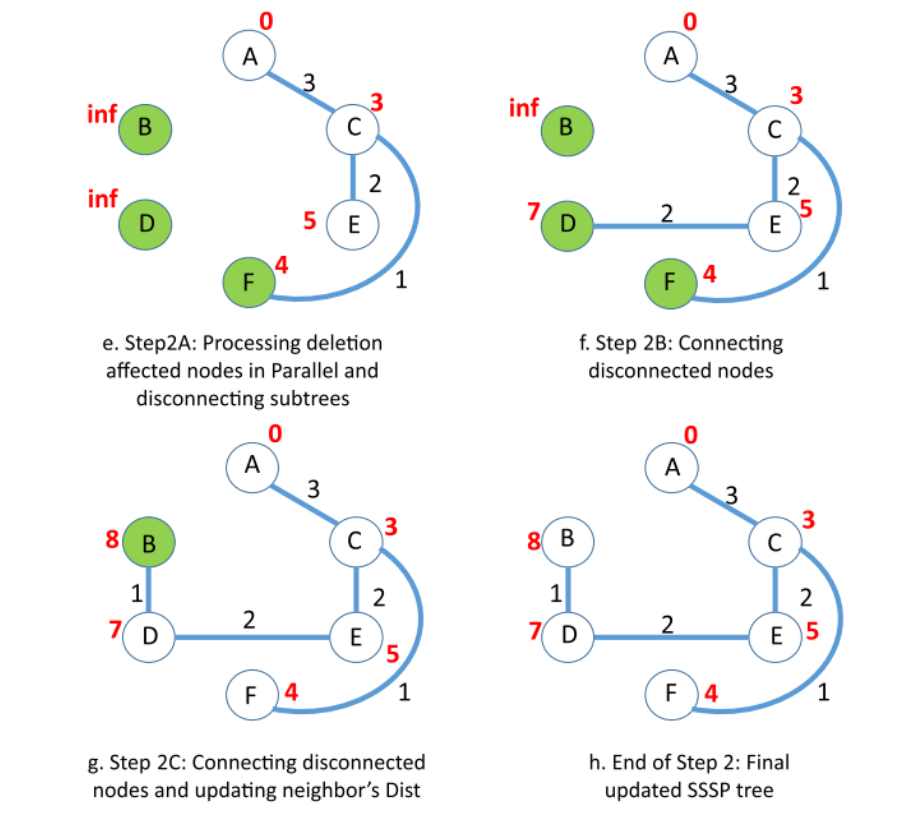 0
A
3
inf
B
3
C
2
inf
D
5
E
F
4
1
e. Step2A: Processing deletion
affected nodes in Parallel and
disconnecting subtrees
0
A
3
inf
B
3
C
2
7
D
2
E
5
F
4
1
f. Step 2B: Connecting
disconnected nodes
0
A
3
8
B
3
C
1
2
7
D
2
E
5
F
4
1
g. Step 2C: Connecting disconnected
nodes and updating neighbor's Dist
0
A
3
8
B
3
C
1
2
7
D
2
E
5
F
4
1
h. End of Step 2: Final
updated SSSP tree